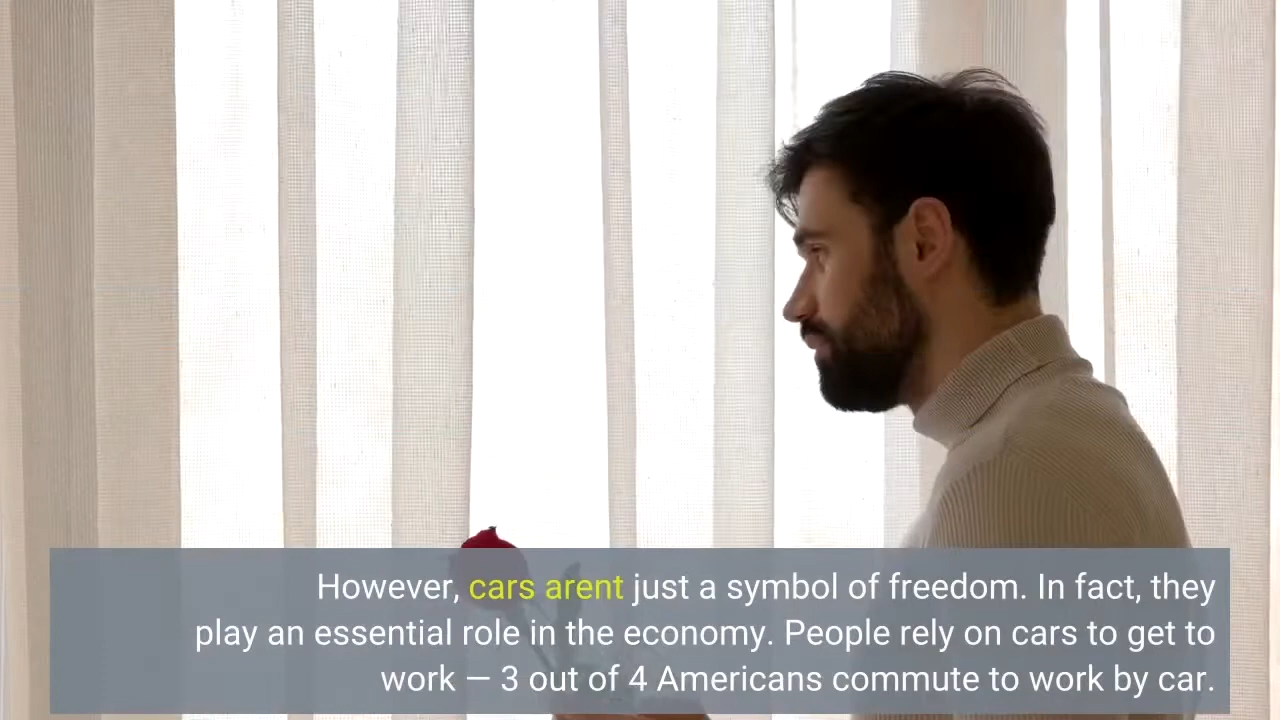 However, cars arent just a symbol of freedom. In fact, they
play an essential role in the economy. People rely on cars to get to
work — 3 out of 4 Americans commute to work by car.